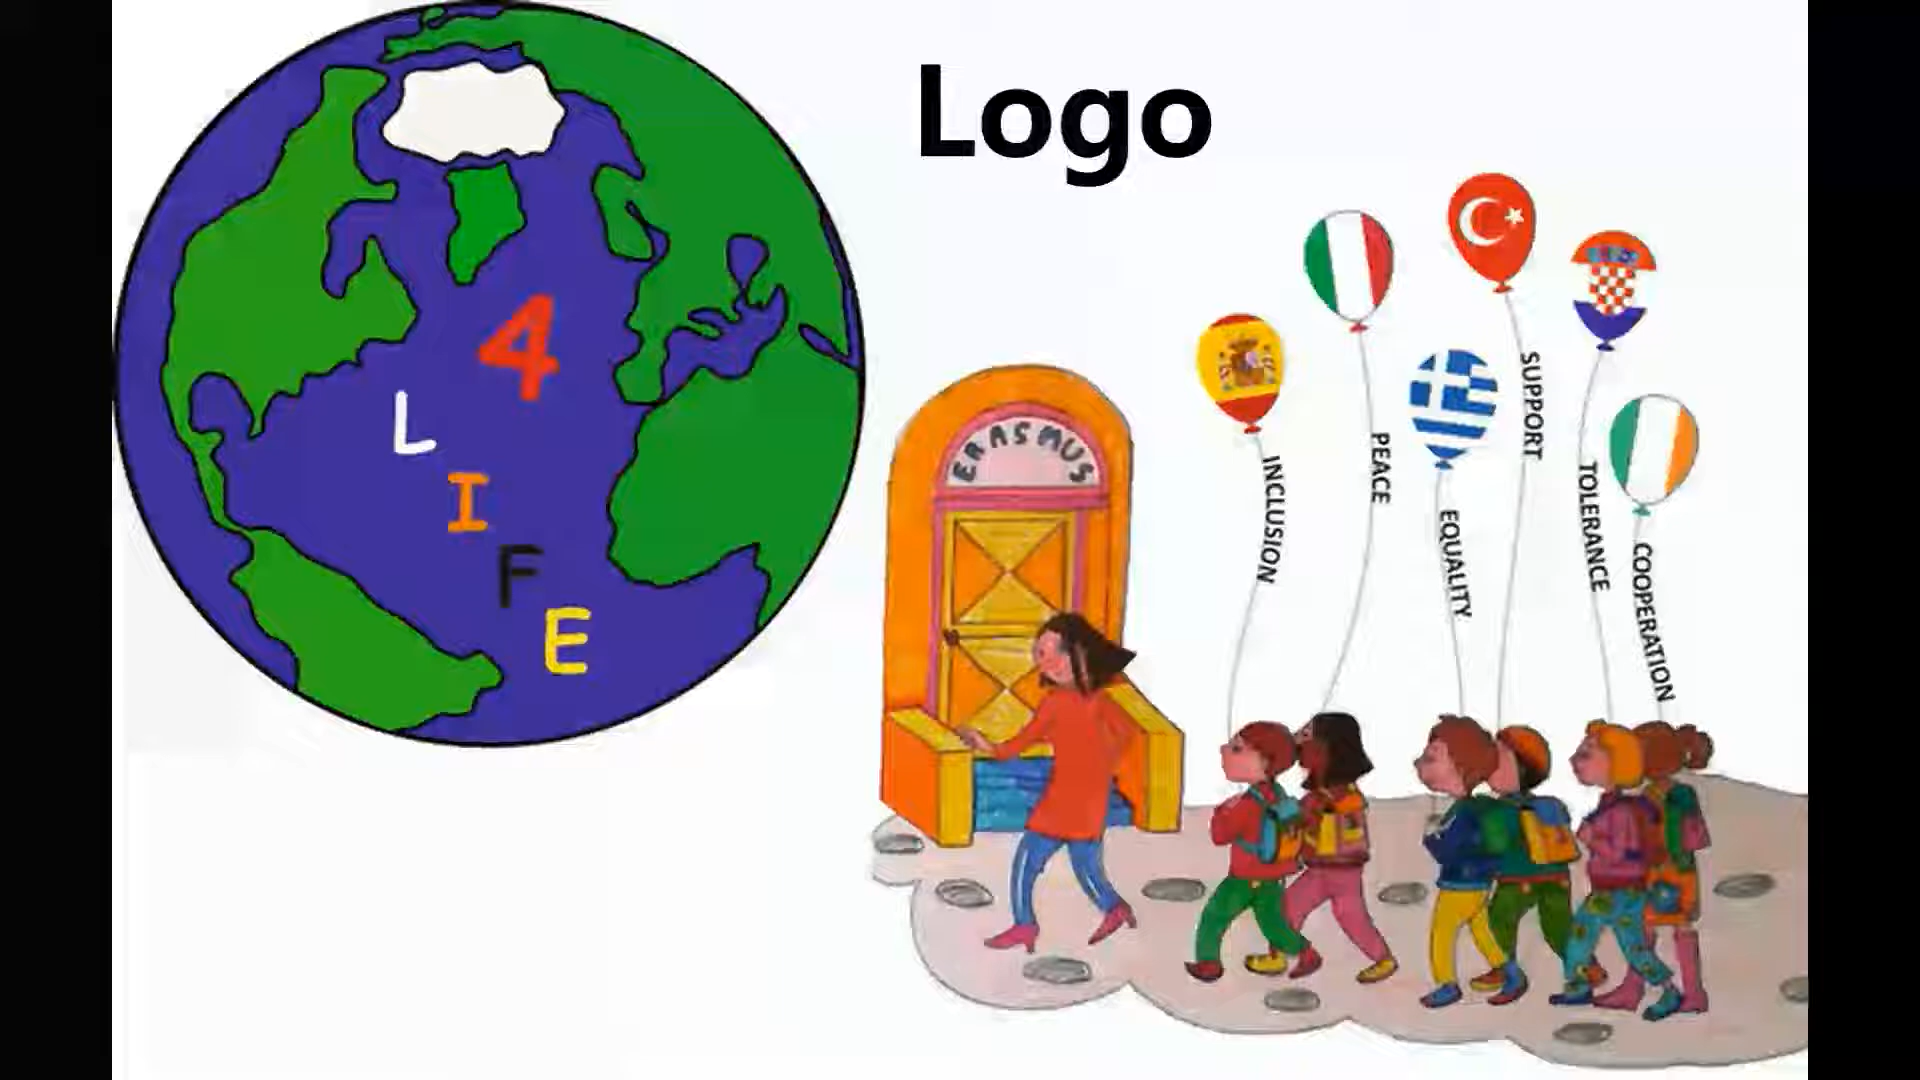 Logo
4
L
I
F
E
ERASMUS
INCLUSION
PEACE
EQUALITY
SUPPORT
TOLERANCE
COOPERATION